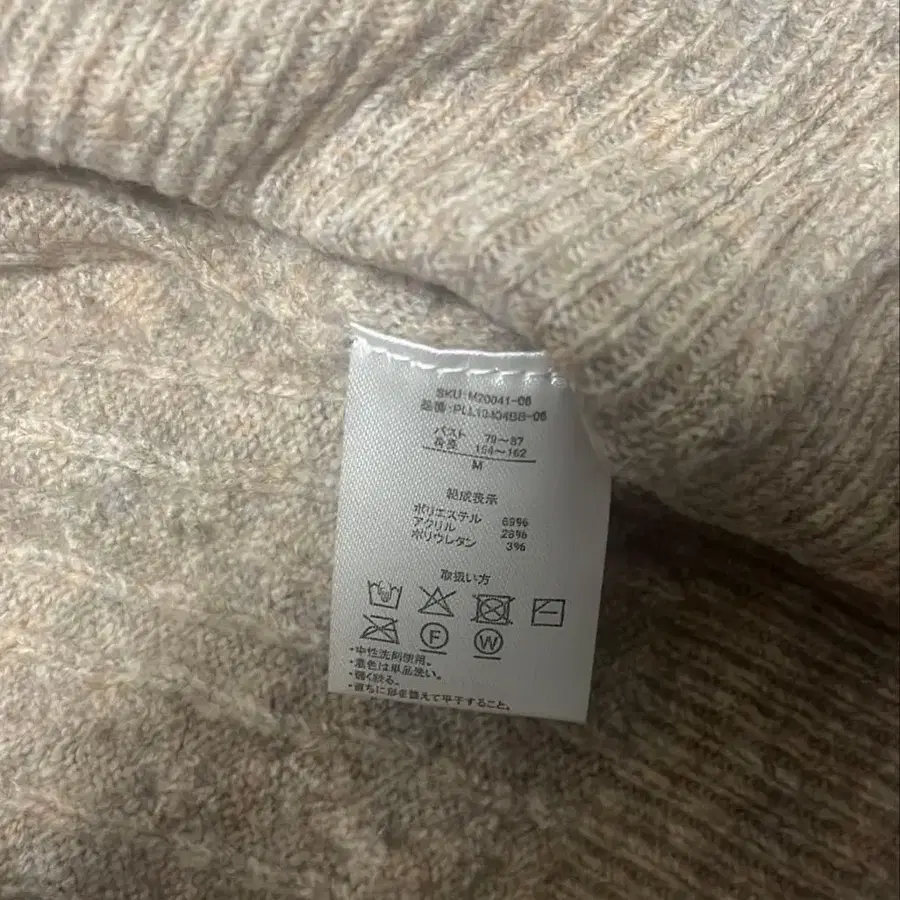 SKU:M20041-06
品番:PLL10404BB-06
バスト 79～87
身長 154～162
M
組成表示
ポリエステル 69%
アクリル 28%
ポリウレタン 3%
取扱い方
F W
・中性洗剤使用。
・濃色は単品洗い。
・弱く絞る。
・直ちに形を整えて平干すること。